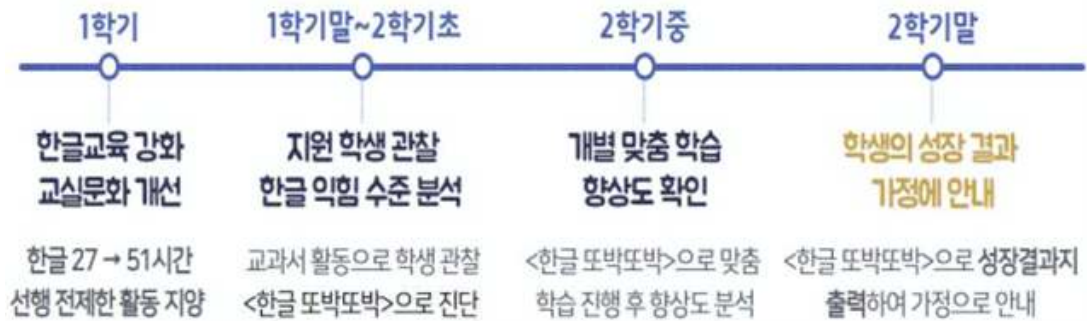 1학기
한글교육 강화
교실문화 개선
한글 27 → 51시간
선행 전제한 활동 지양
1학기말~2학기초
지원 학생 관찰
한글 익힘 수준 분석
교과서 활동으로 학생 관찰
<한글 또박또박>으로 진단
2학기중
개별 맞춤 학습
향상도 확인
<한글 또박또박>으로 맞춤
학습 진행 후 향상도 분석
2학기말
학생의 성장 결과
가정에 안내
<한글 또박또박>으로 성장결과지
출력하여 가정으로 안내